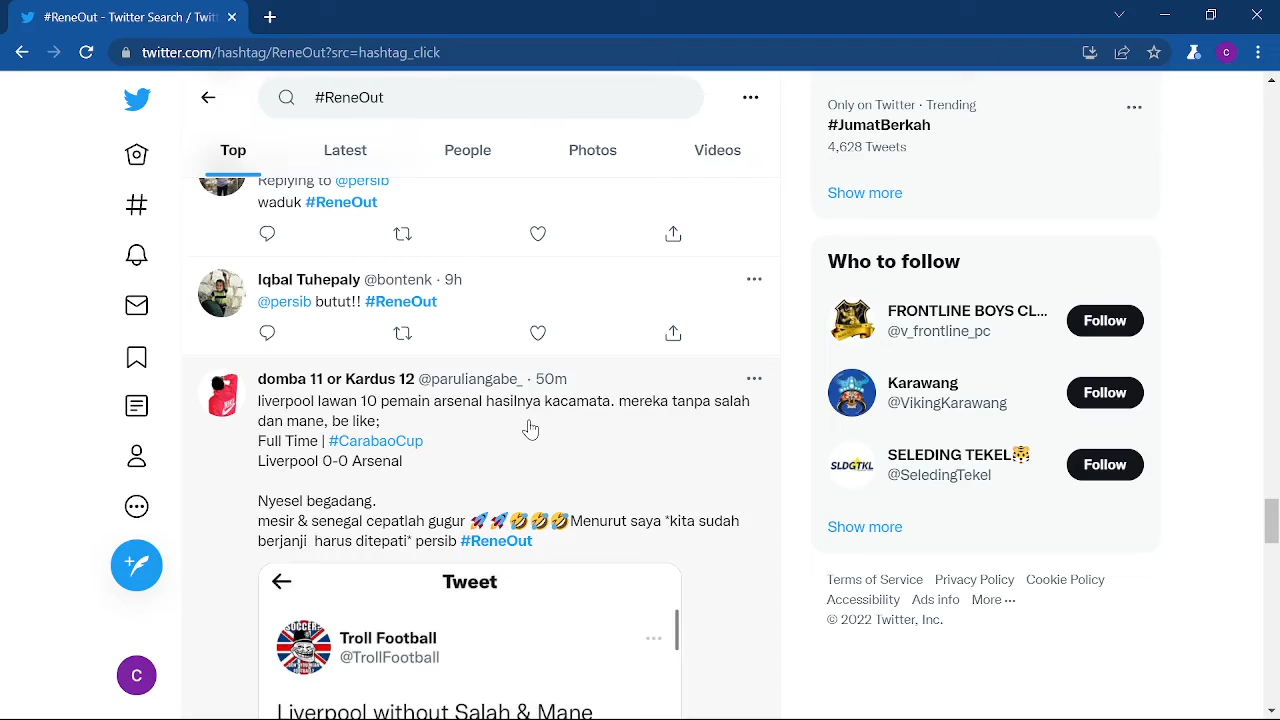 #ReneOut - Twitter Search / Twit
twitter.com/hashtag/ReneOut?src=hashtag_click
C
#ReneOut
Top
Latest
People
Photos
Videos
Replying to @persib
waduk #ReneOut
Iqbal Tuhepaly @bontenk · 9h
@persib butut!! #ReneOut
domba 11 or Kardus 12 @paruliangabe_ · 50m
liverpool lawan 10 pemain arsenal hasilnya kacamata. mereka tanpa salah
dan mane, be like;
Full Time | #CarabaoCup
Liverpool 0-0 Arsenal
Nyesel begadang.
mesir & senegal cepatlah gugur 🚀🚀🤣🤣🤣Menurut saya *kita sudah
berjanji harus ditepati* persib #ReneOut
Tweet
SOCCER
Troll Football
@TrollFootball
Liverpool without Salah & Mane
C
Only on Twitter · Trending
#JumatBerkah
4,628 Tweets
Show more
Who to follow
FRONTLINE BOYS CL...
@v_frontline_pc
Follow
Karawang
@VikingKarawang
Follow
SLDGTKL
SELEDING TEKEL🐯
@SeledingTekel
Follow
Show more
Terms of Service Privacy Policy Cookie Policy
Accessibility Ads info More ···
© 2022 Twitter, Inc.